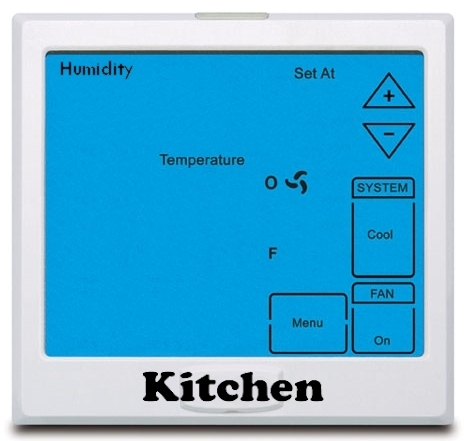 Humidity
Set At
+
Temperature
−
O
SYSTEM
Cool
F
FAN
Menu
On
Kitchen